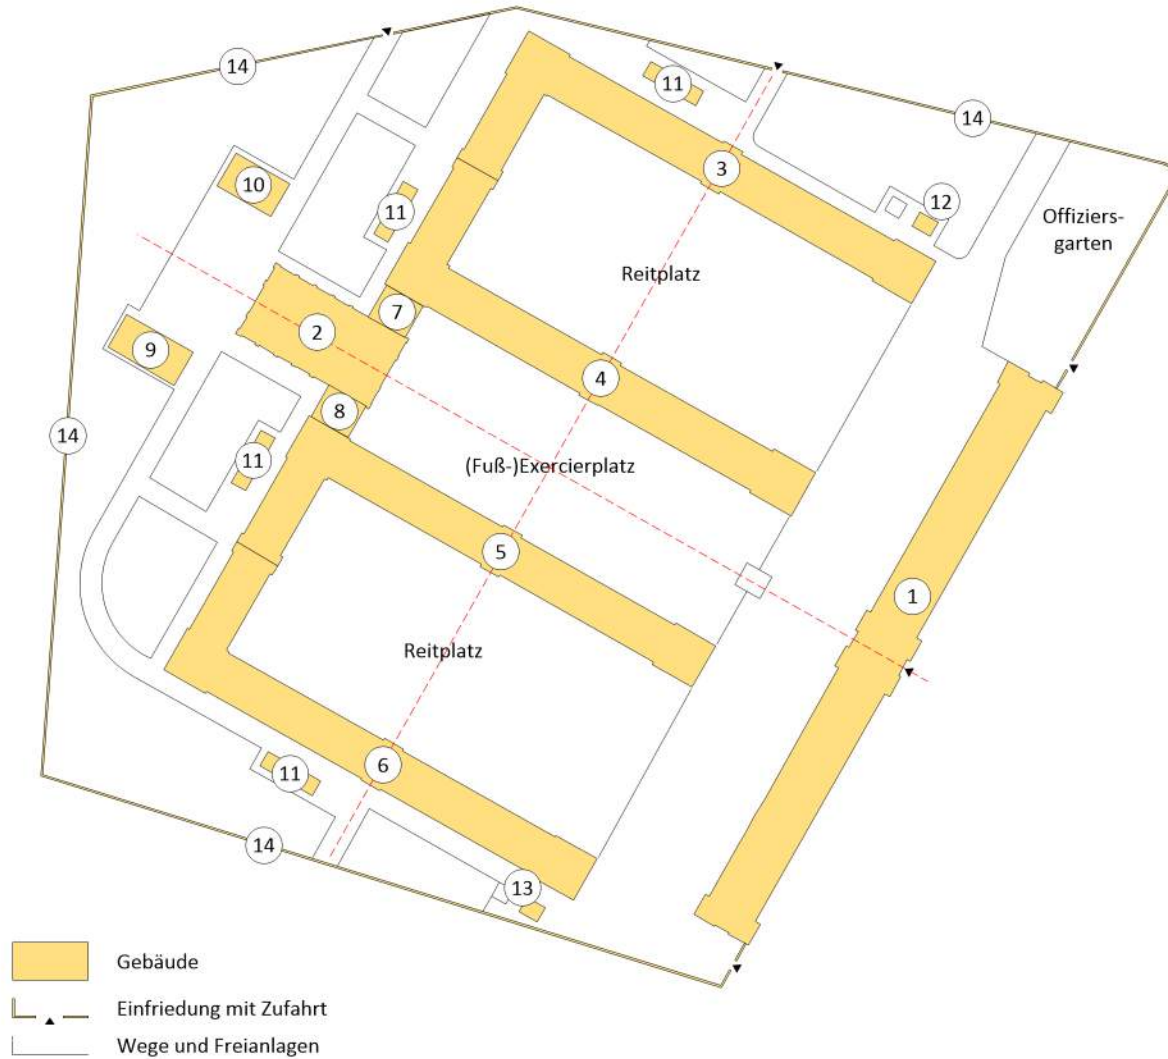 14
11
3
14
10
11
12
Offiziers-
garten
Reitplatz
7
2
9
4
8
14
11
(Fuß-)Exercierplatz
5
1
Reitplatz
6
11
14
13
Gebäude
Einfriedung mit Zufahrt
Wege und Freianlagen